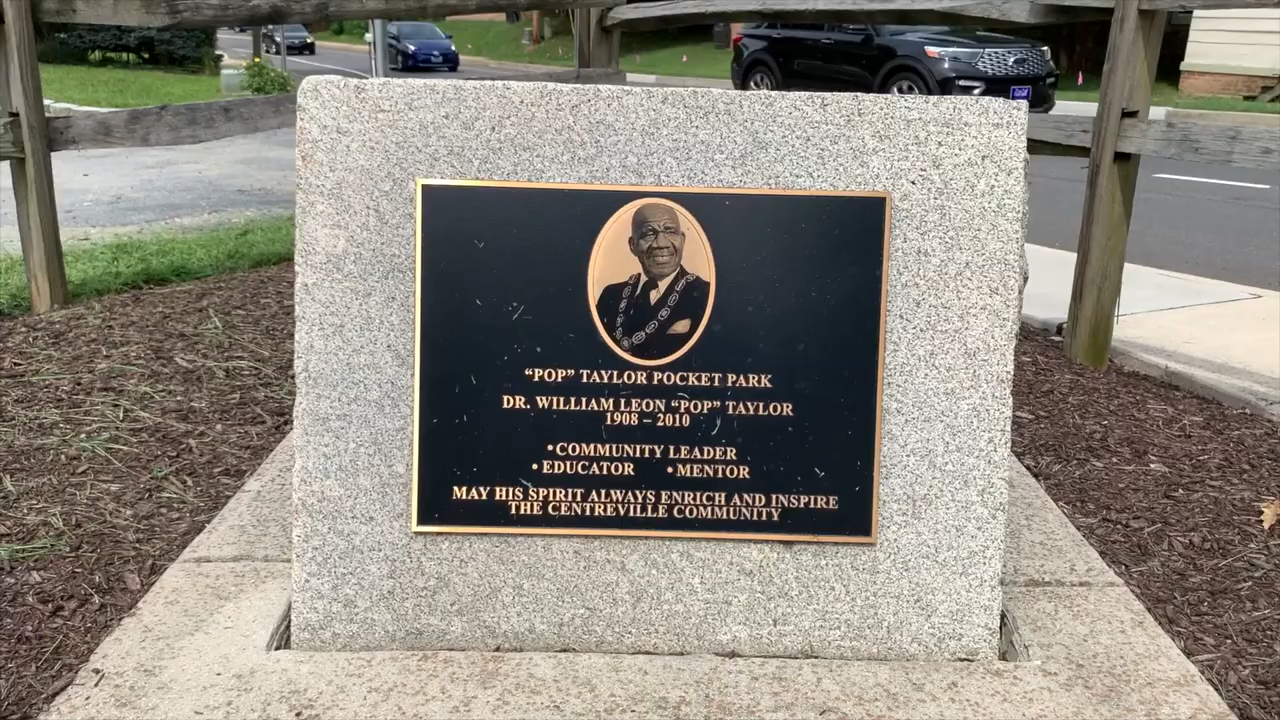 “POP” TAYLOR POCKET PARK
DR. WILLIAM LEON “POP” TAYLOR
1908 – 2010
•COMMUNITY LEADER
•EDUCATOR •MENTOR
MAY HIS SPIRIT ALWAYS ENRICH AND INSPIRE
THE CENTREVILLE COMMUNITY